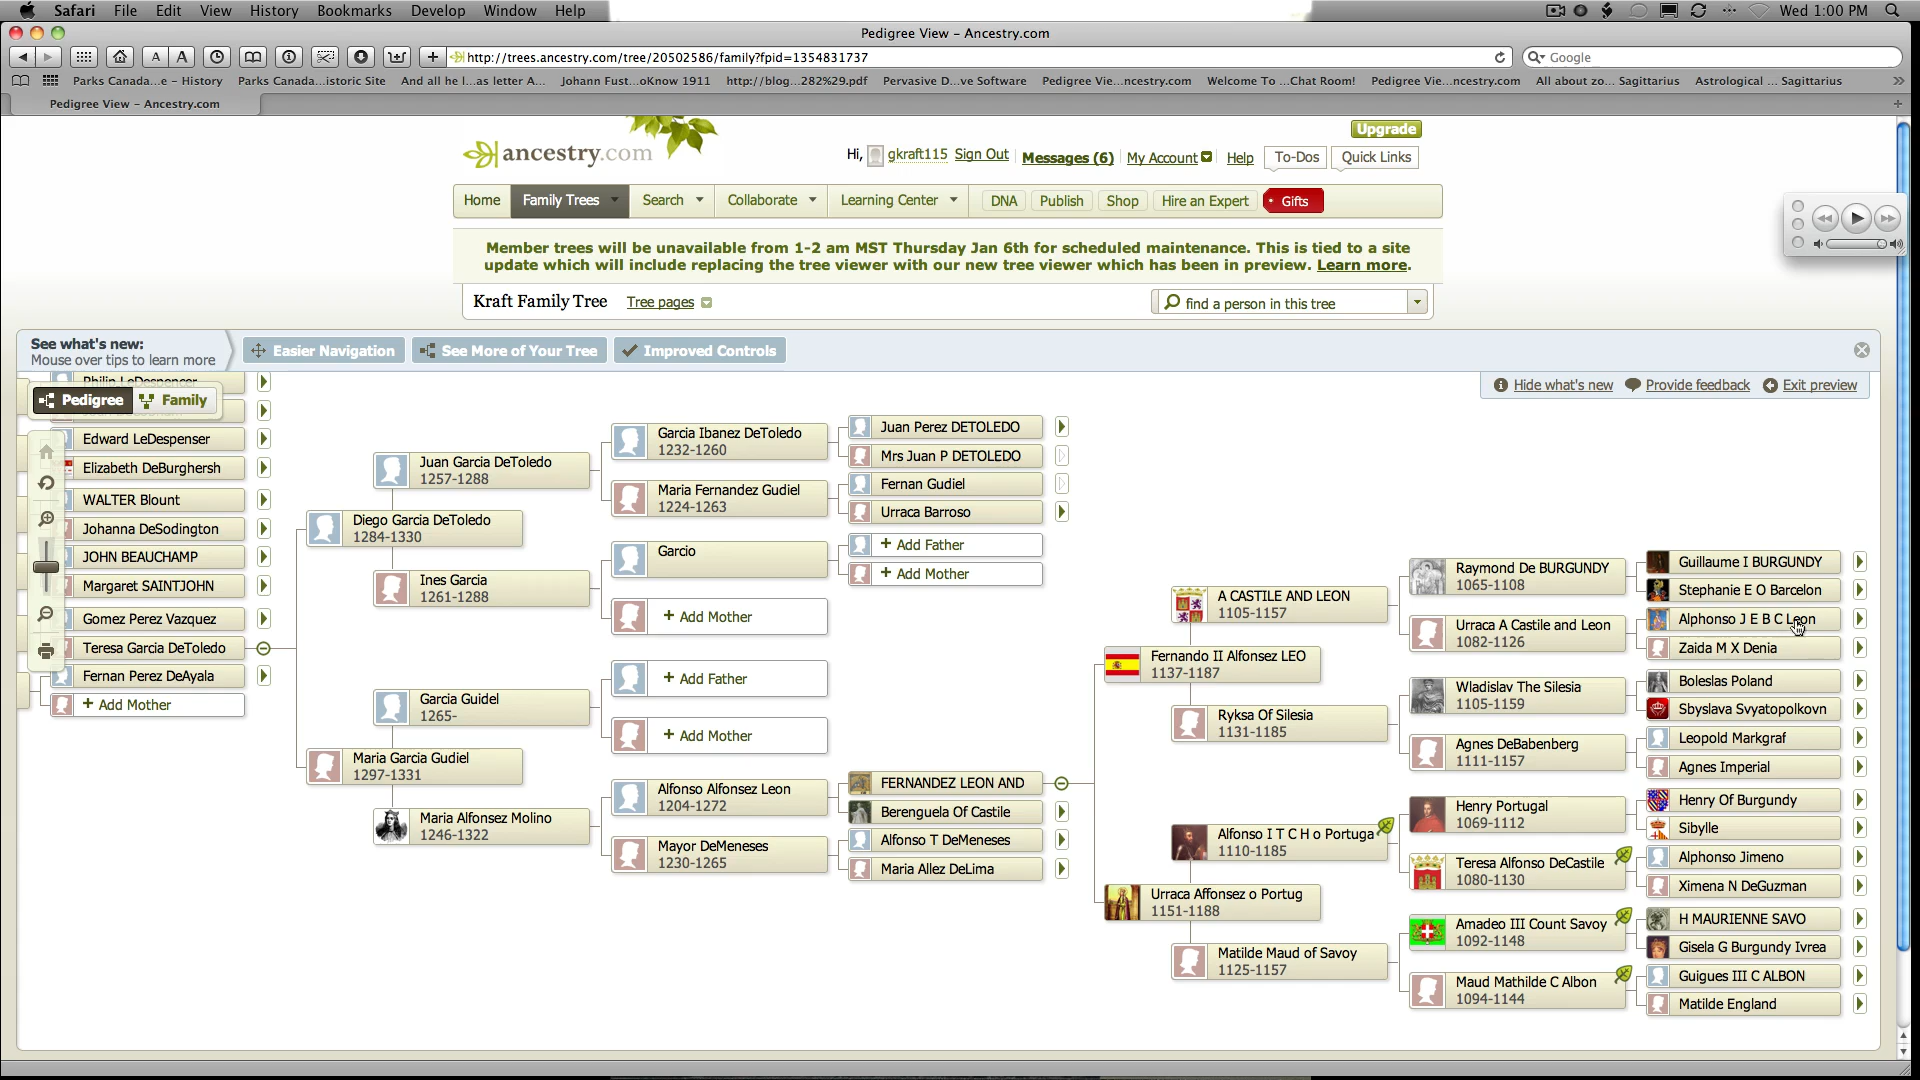 Safari File Edit View History Bookmarks Develop Window Help
Wed 1:00 PM
Pedigree View – Ancestry.com
A A
http://trees.ancestry.com/tree/20502586/family?fpid=1354831737
Google
Parks Canada...e – History Parks Canada...istoric Site And all he l...as letter A... Johann Fust...oKnow 1911 http://blog...282%29.pdf Pervasive D...ve Software Pedigree Vie...ncestry.com Welcome To ...Chat Room! Pedigree Vie...ncestry.com All about zo... Sagittarius Astrological ... Sagittarius
Pedigree View – Ancestry.com
Upgrade
ancestry.com
Hi, gkraft115 Sign Out Messages (6) My Account Help To-Dos Quick Links
Home Family Trees Search Collaborate Learning Center DNA Publish Shop Hire an Expert Gifts
Member trees will be unavailable from 1-2 am MST Thursday Jan 6th for scheduled maintenance. This is tied to a site
update which will include replacing the tree viewer with our new tree viewer which has been in preview. Learn more.
Kraft Family Tree Tree pages
find a person in this tree
See what's new:
Mouse over tips to learn more
Easier Navigation See More of Your Tree Improved Controls
Hide what's new Provide feedback Exit preview
Philip LeDespencer
Pedigree Family
Edward LeDespenser
Elizabeth DeBurghersh
WALTER Blount
Johanna DeSodington
JOHN BEAUCHAMP
Margaret SAINTJOHN
Gomez Perez Vazquez
Teresa Garcia DeToledo
Fernan Perez DeAyala
+ Add Mother
Diego Garcia DeToledo
1284-1330
Maria Garcia Gudiel
1297-1331
Juan Garcia DeToledo
1257-1288
Ines Garcia
1261-1288
Garcia Guidel
1265-
Maria Alfonsez Molino
1246-1322
Garcia Ibanez DeToledo
1232-1260
Maria Fernandez Gudiel
1224-1263
Garcio
+ Add Mother
+ Add Father
+ Add Mother
Alfonso Alfonsez Leon
1204-1272
Mayor DeMeneses
1230-1265
Juan Perez DETOLEDO
Mrs Juan P DETOLEDO
Fernan Gudiel
Urraca Barroso
+ Add Father
+ Add Mother
FERNANDEZ LEON AND
Berenguela Of Castile
Alfonso T DeMeneses
Maria Allez DeLima
Fernando II Alfonsez LEO
1137-1187
Urraca Affonsez o Portug
1151-1188
A CASTILE AND LEON
1105-1157
Ryksa Of Silesia
1131-1185
Alfonso I T C H o Portuga
1110-1185
Matilde Maud of Savoy
1125-1157
Raymond De BURGUNDY
1065-1108
Urraca A Castile and Leon
1082-1126
Wladislav The Silesia
1105-1159
Agnes DeBabenberg
1111-1157
Henry Portugal
1069-1112
Teresa Alfonso DeCastile
1080-1130
Amadeo III Count Savoy
1092-1148
Maud Mathilde C Albon
1094-1144
Guillaume I BURGUNDY
Stephanie E O Barcelon
Alphonso J E B C Leon
Zaida M X Denia
Boleslas Poland
Sbyslava Svyatopolkovn
Leopold Markgraf
Agnes Imperial
Henry Of Burgundy
Sibylle
Alphonso Jimeno
Ximena N DeGuzman
H MAURIENNE SAVO
Gisela G Burgundy Ivrea
Guigues III C ALBON
Matilde England